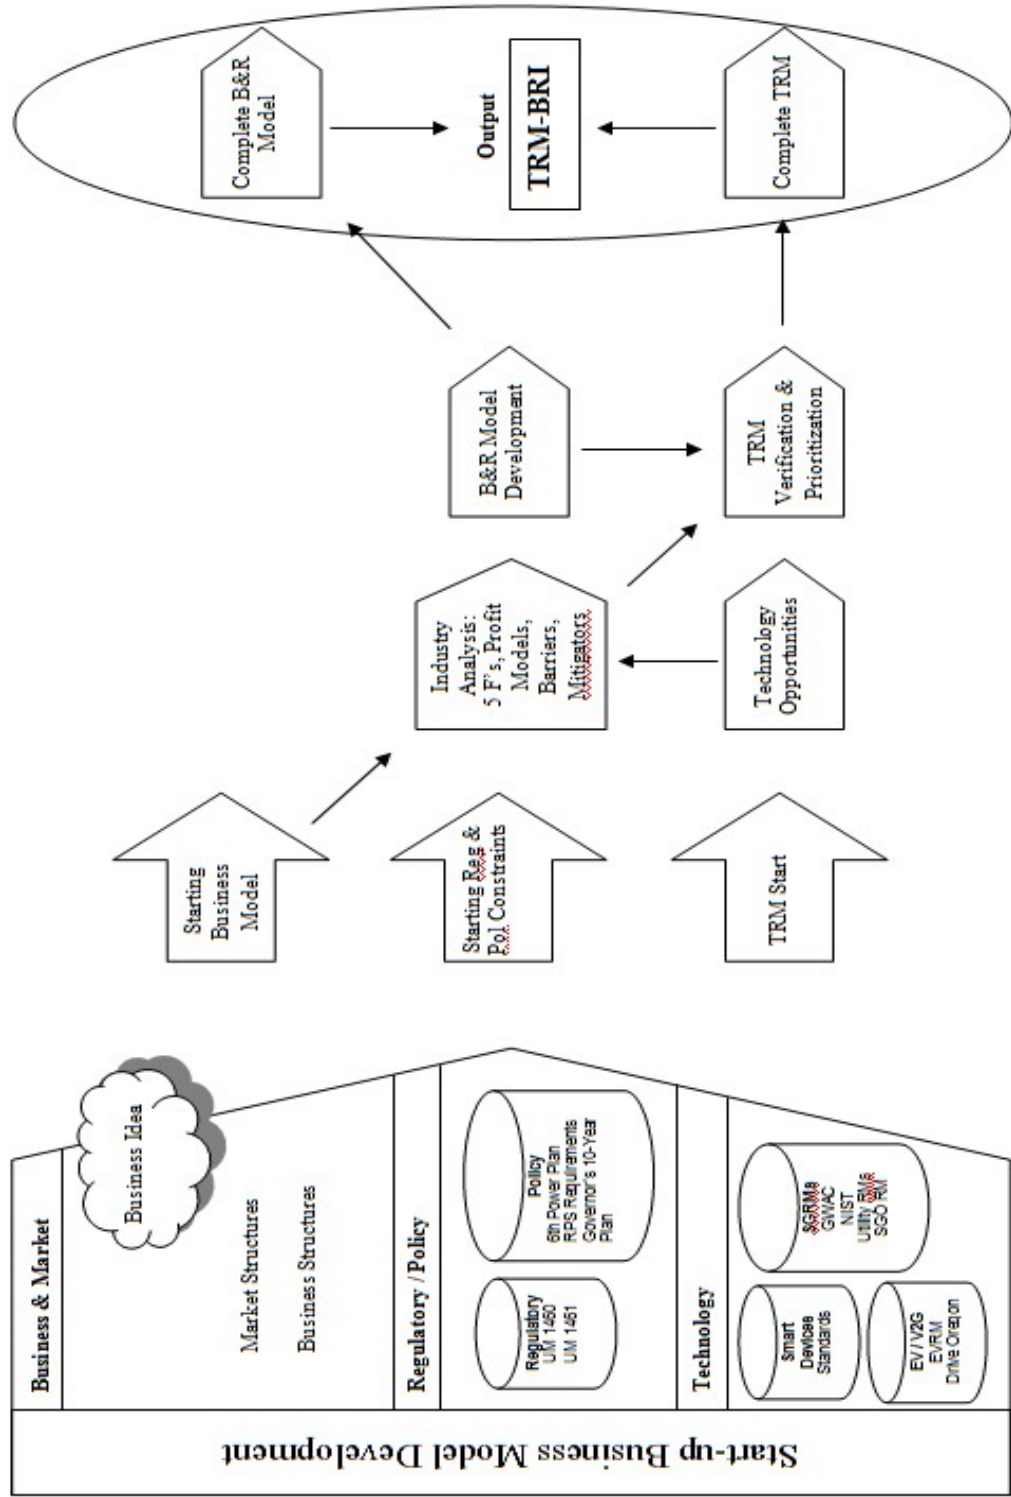 Start-up Business Model Development
Business & Market
Business Idea
Market Structures
Business Structures
Regulatory / Policy
Regulatory
UM 1460
UM 1461
Policy
6th Power Plan
RPS Requirements
Governor's 10-Year
Plan
Technology
Smart
Devices
Standards
EV / V2G
EVRM
Drive Oregon
SGRMs
GWAC
NIST
Utility RMs
SGO RM
Starting
Business
Model
Starting Reg &
Pol Constraints
TRM Start
Industry
Analysis:
5 F's, Profit
Models,
Barriers,
Mitigators
Technology
Opportunities
B&R Model
Development
TRM
Verification &
Prioritization
Complete B&R
Model
Output
TRM-BRI
Complete TRM